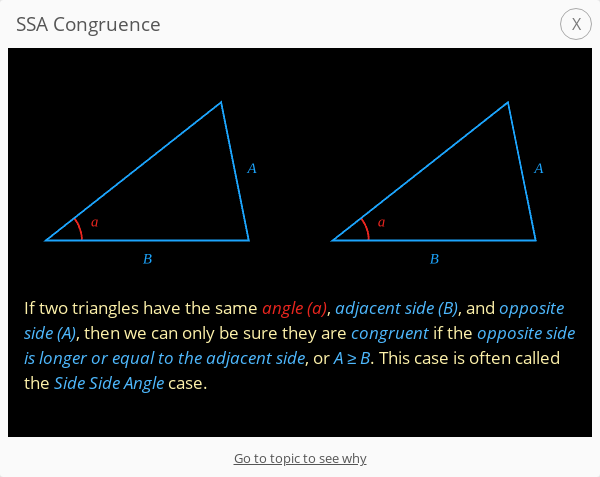 SSA Congruence
X
A
a
B
A
a
B
If two triangles have the same angle (a), adjacent side (B), and opposite
side (A), then we can only be sure they are congruent if the opposite side
is longer or equal to the adjacent side, or A ≥ B. This case is often called
the Side Side Angle case.
Go to topic to see why